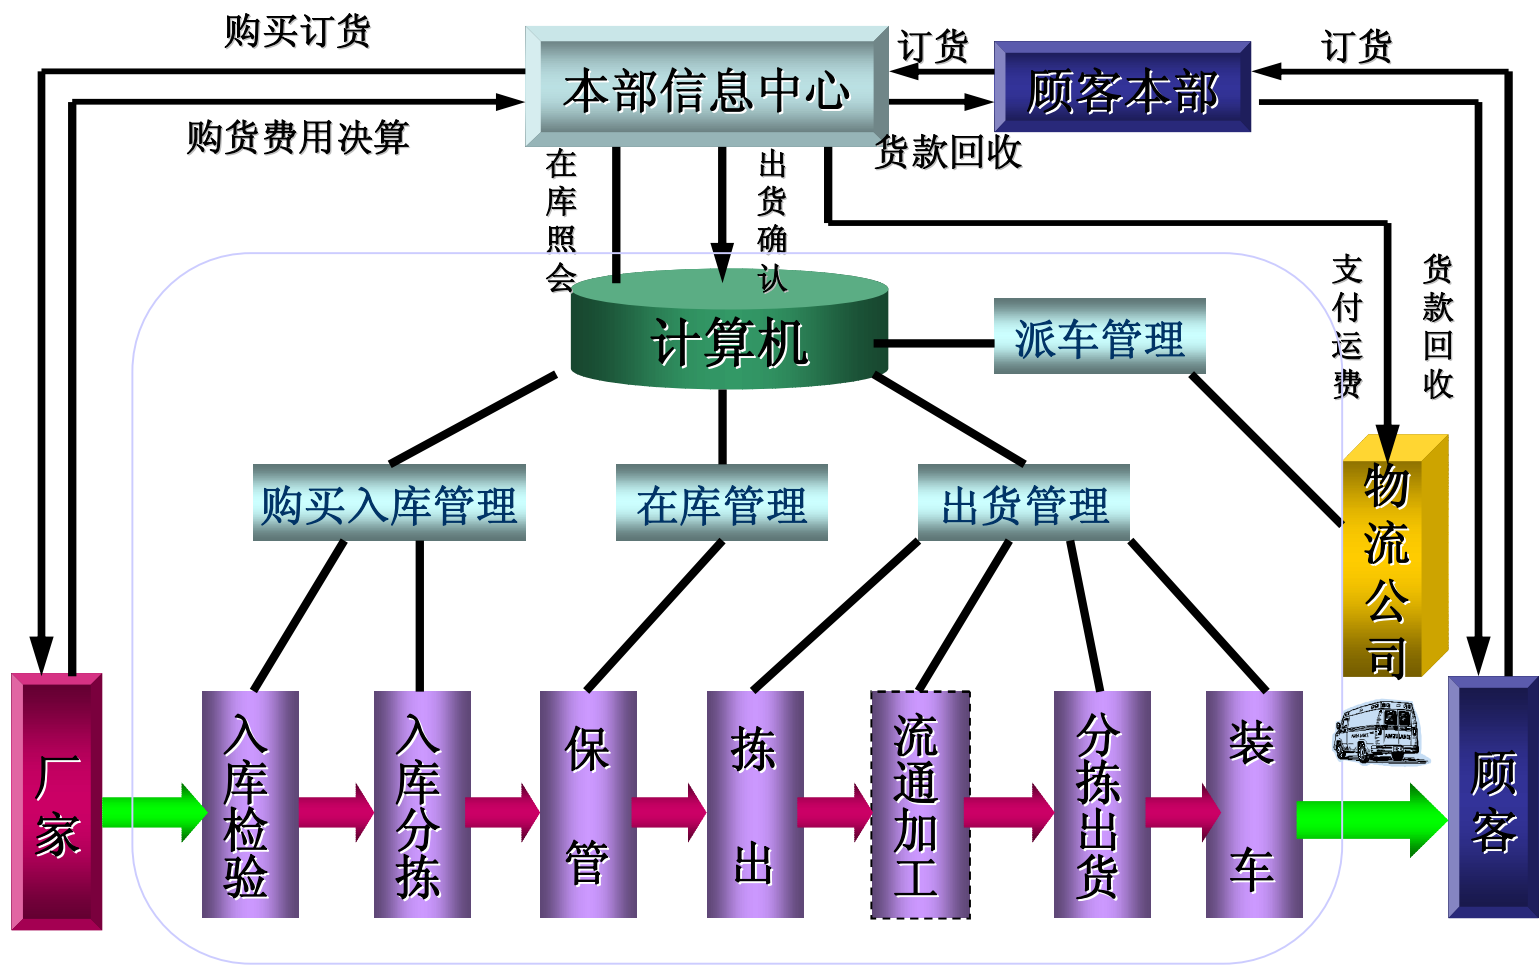 购买订货
订货
订货
本部信息中心
顾客本部
购货费用决算
货款回收
在库照会
出货确认
支付运费
货款回收
计算机
派车管理
购买入库管理
在库管理
出货管理
物流公司
厂家
入库检验
入库分拣
保管
拣出
流通加工
分拣出货
装车
顾客
AMBULANCE